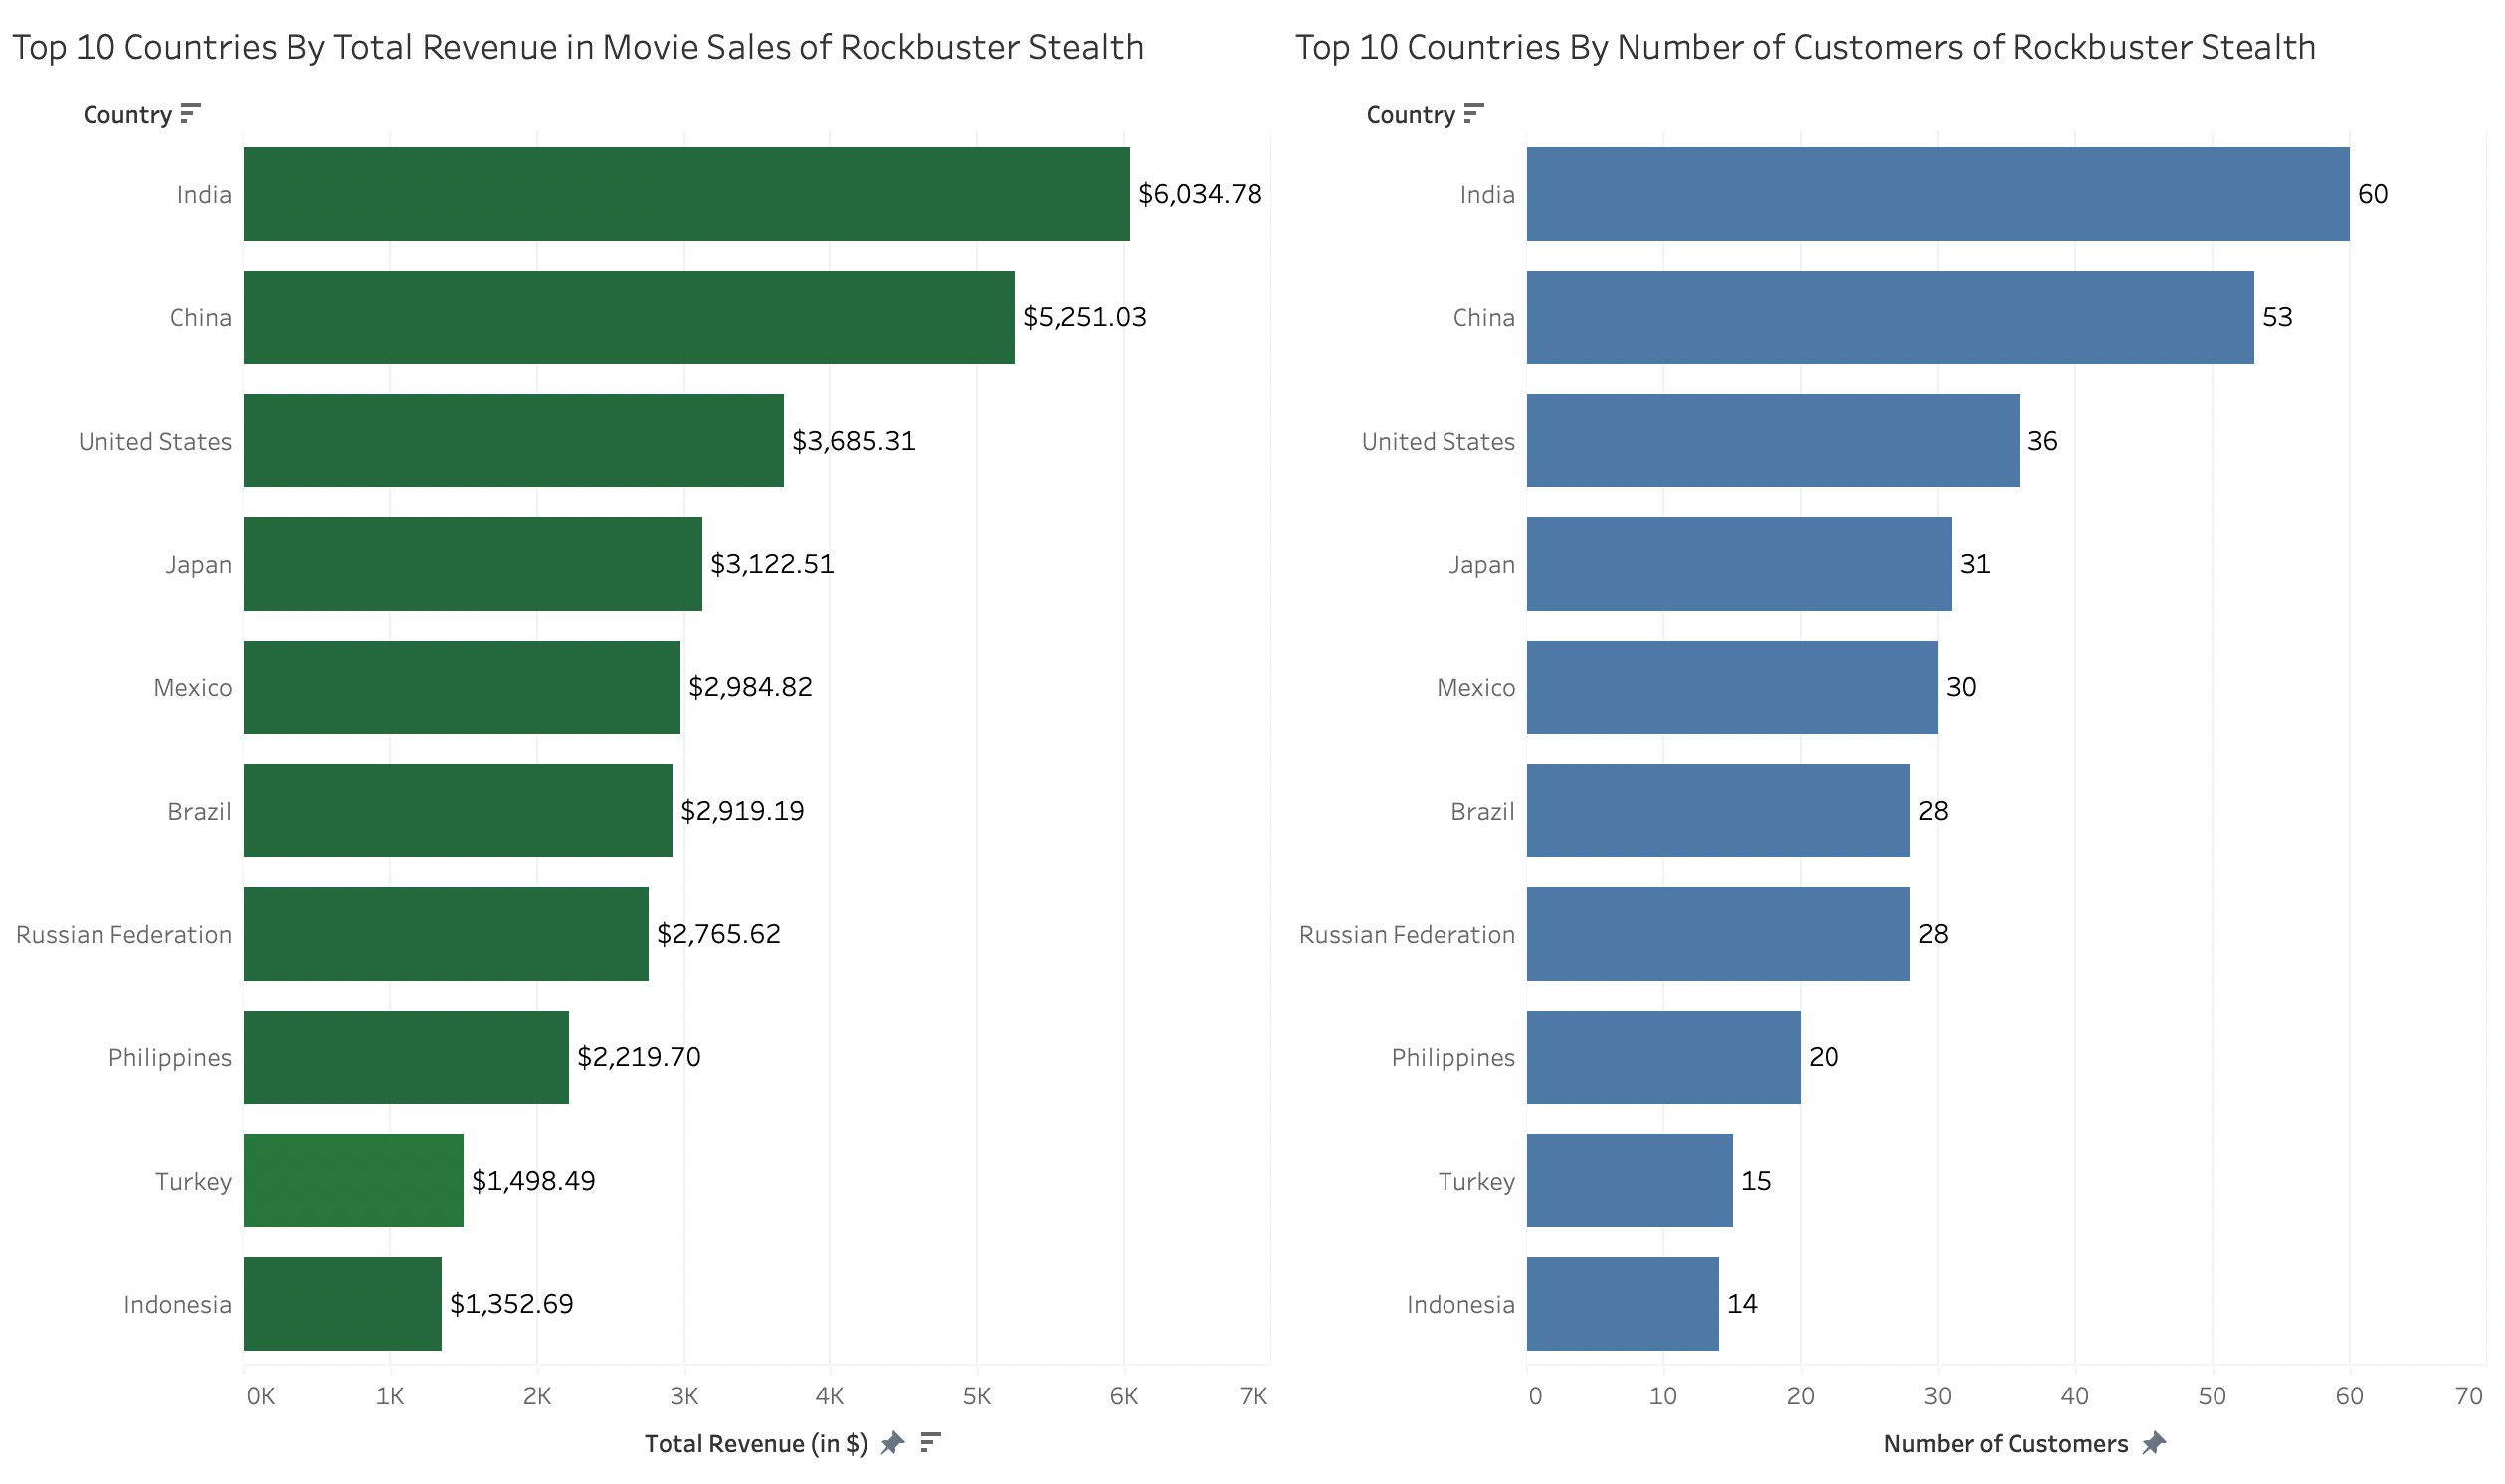 Top 10 Countries By Total Revenue in Movie Sales of Rockbuster Stealth
Country
India $6,034.78
China $5,251.03
United States $3,685.31
Japan $3,122.51
Mexico $2,984.82
Brazil $2,919.19
Russian Federation $2,765.62
Philippines $2,219.70
Turkey $1,498.49
Indonesia $1,352.69
0K 1K 2K 3K 4K 5K 6K 7K
Total Revenue (in $)
Top 10 Countries By Number of Customers of Rockbuster Stealth
Country
India 60
China 53
United States 36
Japan 31
Mexico 30
Brazil 28
Russian Federation 28
Philippines 20
Turkey 15
Indonesia 14
0 10 20 30 40 50 60 70
Number of Customers